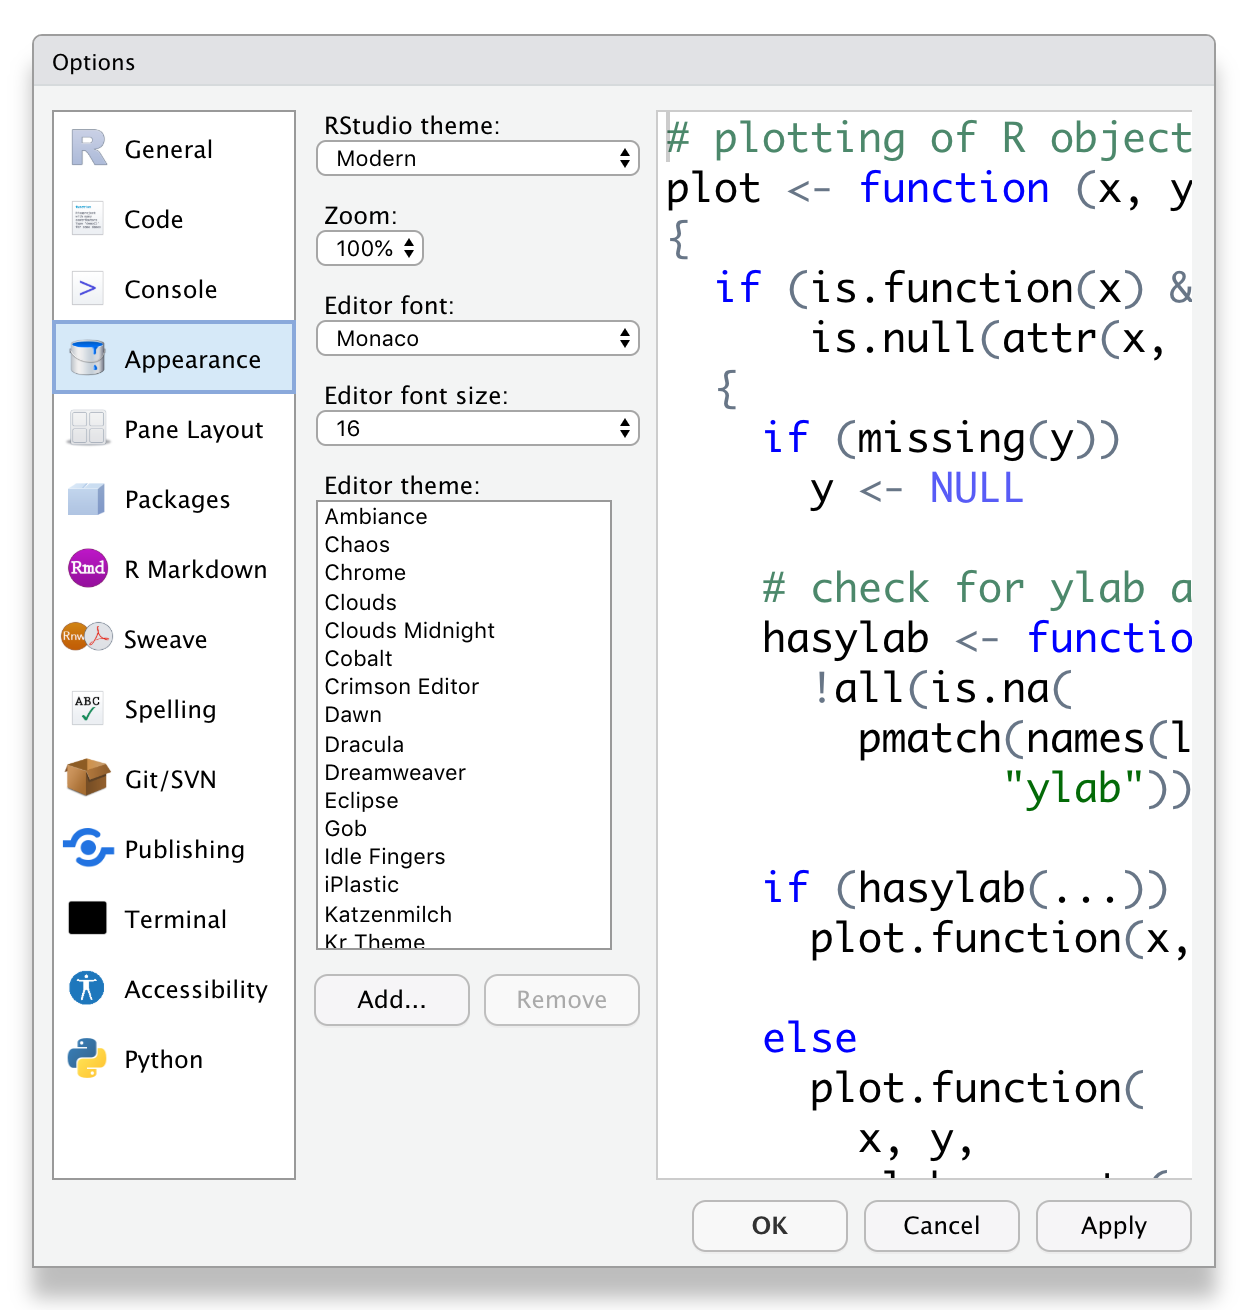 Options
General
Code
Console
Appearance
Pane Layout
Packages
Rmd
R Markdown
Rnw
Sweave
ABC
Spelling
Git/SVN
Publishing
Terminal
Accessibility
Python
RStudio theme:
Modern
Zoom:
100%
Editor font:
Monaco
Editor font size:
16
Editor theme:
Ambiance
Chaos
Chrome
Clouds
Clouds Midnight
Cobalt
Crimson Editor
Dawn
Dracula
Dreamweaver
Eclipse
Gob
Idle Fingers
iPlastic
Katzenmilch
Kr Theme
Add...
Remove
# plotting of R object
plot <- function (x, y
{
if (is.function(x) &
is.null(attr(x,
{
if (missing(y))
y <- NULL
# check for ylab a
hasylab <- functio
!all(is.na(
pmatch(names(l
"ylab"))
if (hasylab(...))
plot.function(x,
else
plot.function(
x, y,
OK
Cancel
Apply